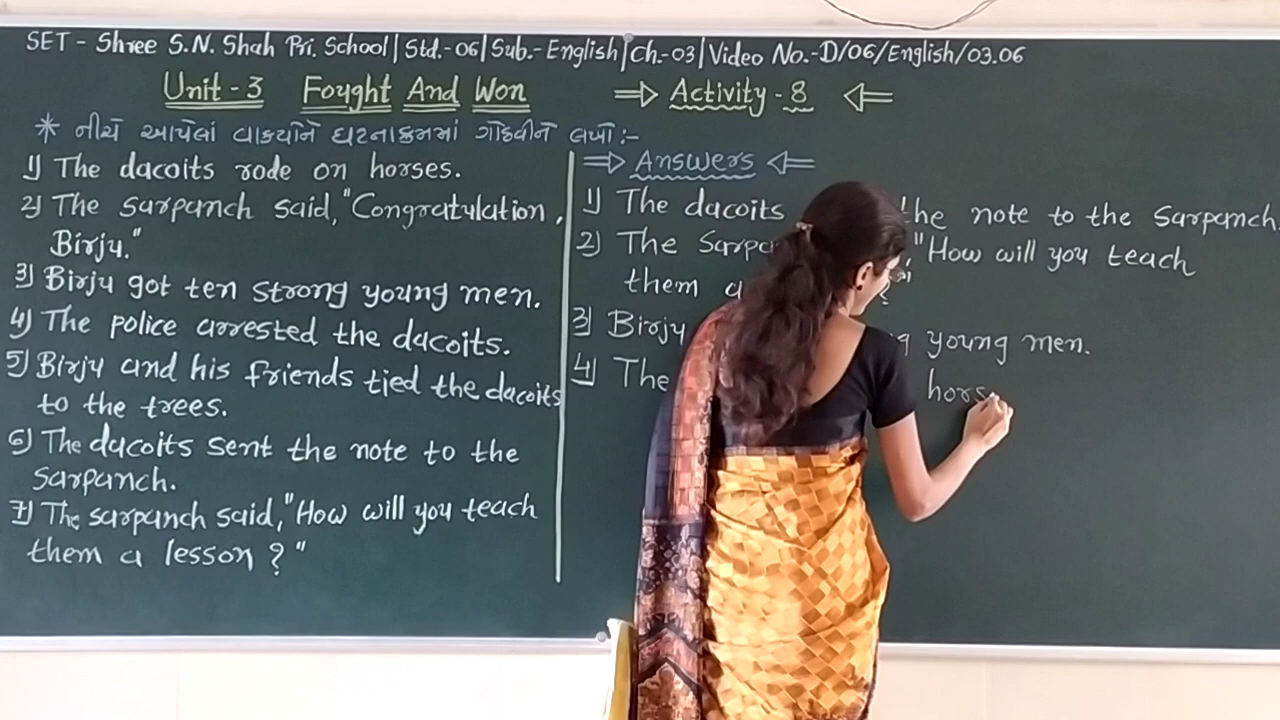 SET - Shree S.N. Shah Pri. School | Std.-06 | Sub.- English | Ch.-03 | Video No.-D/06/English/03.06
Unit - 3 Fought And Won ⇒ Activity - 8 ⇐
* નીચે આપેલાં વાક્યોને ઘટનાક્રમમાં ગોઠવીને લખો :-
1) The dacoits rode on horses.
2) The sarpanch said, "Congratulation,
Birju."
3) Birju got ten strong young men.
4) The police arrested the dacoits.
5) Birju and his friends tied the dacoits
to the trees.
6) The dacoits sent the note to the
sarpanch.
7) The sarpanch said, "How will you teach
them a lesson ?"
⇒ Answers ⇐
1) The dacoits the note to the Sarpanch.
2) The Sarpa , "How will you teach
them a
3) Birju young men.
4) The hors